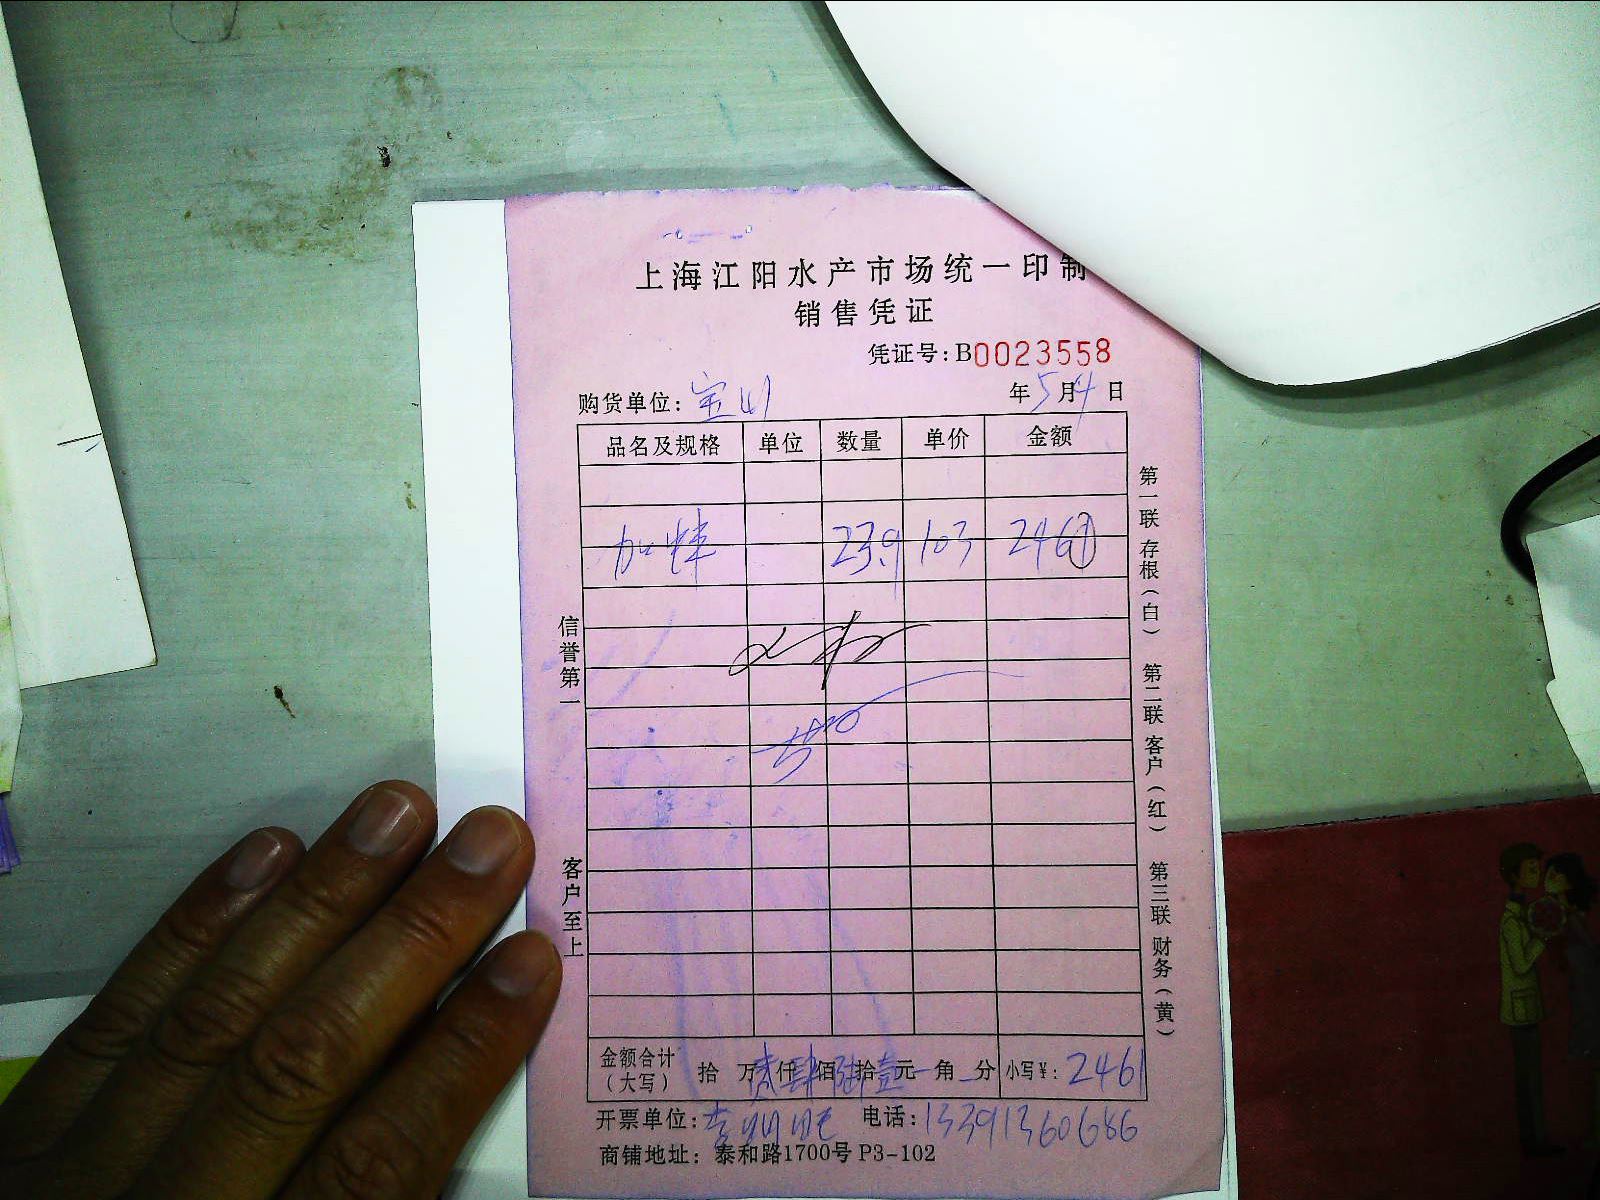 上海江阳水产市场统一印制
销售凭证
凭证号：B0023558
购货单位：宝山 年5月4日
品名及规格 单位 数量 单价 金额
加 23.9 103 2461
信誉第一
客户至上
第一联 存根（白） 第二联 客户（红） 第三联 财务（黄）
金额合计（大写） 拾 万贰仟肆佰陆拾壹元 角 分 小写¥：2461
开票单位：李 电话：13391360686
商铺地址：泰和路1700号P3-102